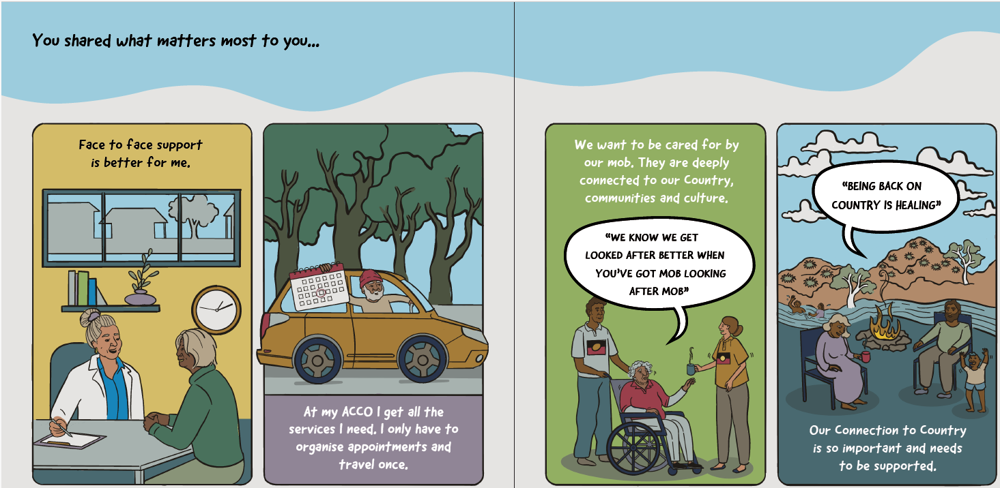 You shared what matters most to you...
Face to face support
is better for me.
At my ACCO I get all the
services I need. I only have to
organise appointments and
travel once.
We want to be cared for by
our mob. They are deeply
connected to our Country,
communities and culture.
“WE KNOW WE GET
LOOKED AFTER BETTER WHEN
YOU’VE GOT MOB LOOKING
AFTER MOB”
“BEING BACK ON
COUNTRY IS HEALING”
Our Connection to Country
is so important and needs
to be supported.